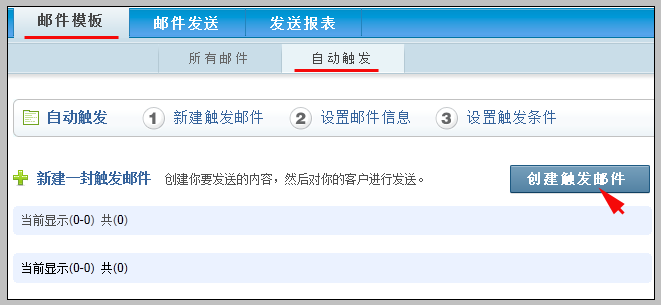 邮件模板 邮件发送 发送报表
所有邮件 自动触发
自动触发 1 新建触发邮件 2 设置邮件信息 3 设置触发条件
新建一封触发邮件 创建你要发送的内容，然后对你的客户进行发送。 创建触发邮件
当前显示(0-0) 共(0)
当前显示(0-0) 共(0)